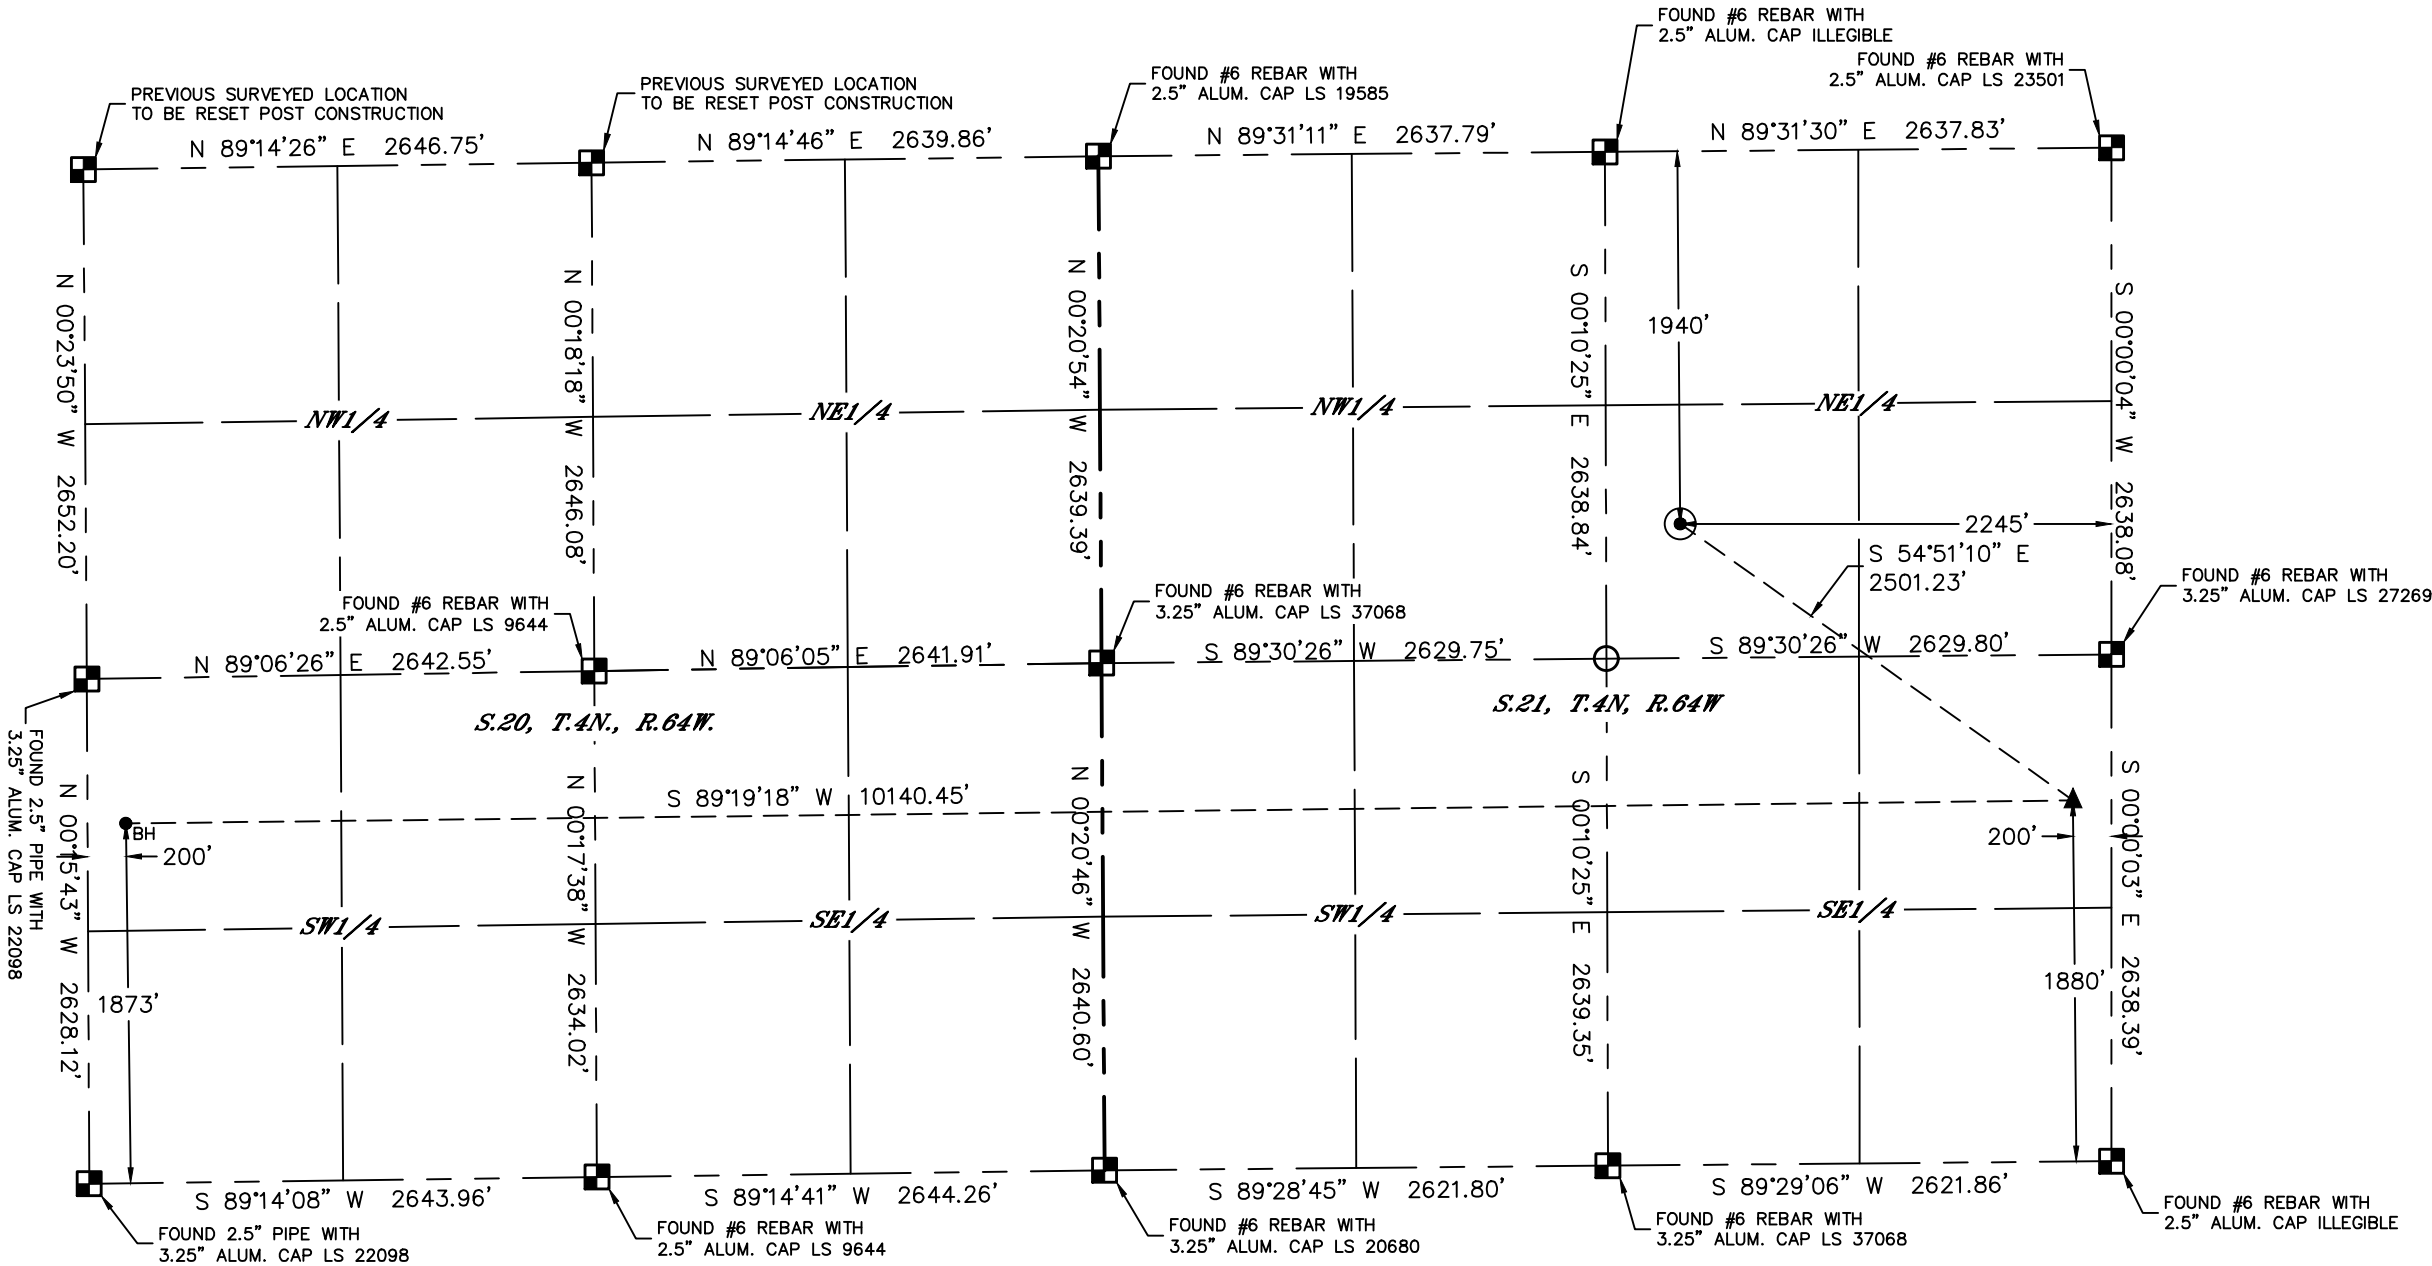 FOUND #6 REBAR WITH
2.5" ALUM. CAP ILLEGIBLE
FOUND #6 REBAR WITH
2.5" ALUM. CAP LS 23501
FOUND #6 REBAR WITH
2.5" ALUM. CAP LS 19585
PREVIOUS SURVEYED LOCATION
TO BE RESET POST CONSTRUCTION
PREVIOUS SURVEYED LOCATION
TO BE RESET POST CONSTRUCTION
N 89°14'26" E 2646.75'
N 89°14'46" E 2639.86'
N 89°31'11" E 2637.79'
N 89°31'30" E 2637.83'
N 00°23'50" W 2652.20'
N 00°18'18" W 2646.08'
N 00°20'54" W 2639.39'
S 00°10'25" E 2638.84'
S 00°00'04" W 2638.08'
1940'
NW1/4
NE1/4
NW1/4
NE1/4
2245'
S 54°51'10" E
2501.23'
FOUND #6 REBAR WITH
2.5" ALUM. CAP LS 9644
FOUND #6 REBAR WITH
3.25" ALUM. CAP LS 37068
FOUND #6 REBAR WITH
3.25" ALUM. CAP LS 27269
N 89°06'26" E 2642.55'
N 89°06'05" E 2641.91'
S 89°30'26" W 2629.75'
S 89°30'26" W 2629.80'
S.20, T.4N., R.64W.
S.21, T.4N, R.64W
FOUND 2.5" PIPE WITH
3.25" ALUM. CAP LS 22098
N 00°15'43" W 2628.12'
N 00°17'38" W 2634.02'
N 00°20'46" W 2640.60'
S 00°10'25" E 2639.35'
S 00°00'03" E 2638.39'
S 89°19'18" W 10140.45'
BH
200'
200'
SW1/4
SE1/4
SW1/4
SE1/4
1873'
1880'
S 89°14'08" W 2643.96'
S 89°14'41" W 2644.26'
S 89°28'45" W 2621.80'
S 89°29'06" W 2621.86'
FOUND 2.5" PIPE WITH
3.25" ALUM. CAP LS 22098
FOUND #6 REBAR WITH
2.5" ALUM. CAP LS 9644
FOUND #6 REBAR WITH
3.25" ALUM. CAP LS 20680
FOUND #6 REBAR WITH
3.25" ALUM. CAP LS 37068
FOUND #6 REBAR WITH
2.5" ALUM. CAP ILLEGIBLE